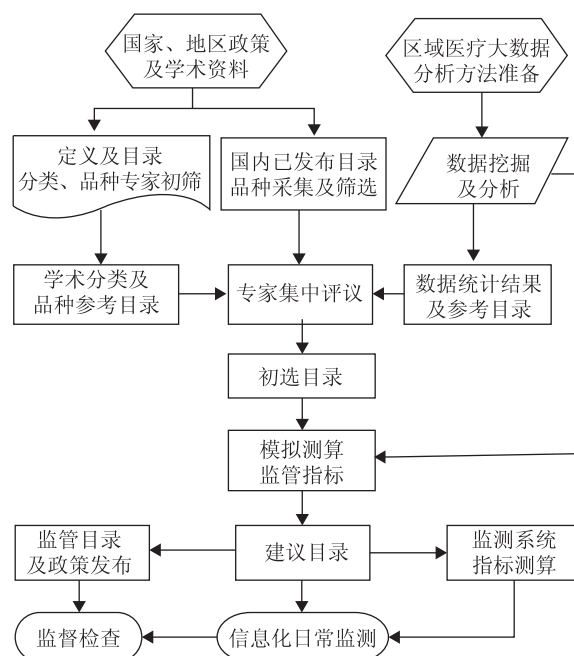 国家、地区政策
及学术资料
区域医疗大数据
分析方法准备
定义及目录
分类、品种专家初筛
国内已发布目录
品种采集及筛选
数据挖掘
及分析
学术分类及
品种参考目录
专家集中评议
数据统计结果
及参考目录
初选目录
模拟测算
监管指标
监管目录
及政策发布
建议目录
监测系统
指标测算
监督检查
信息化日常监测